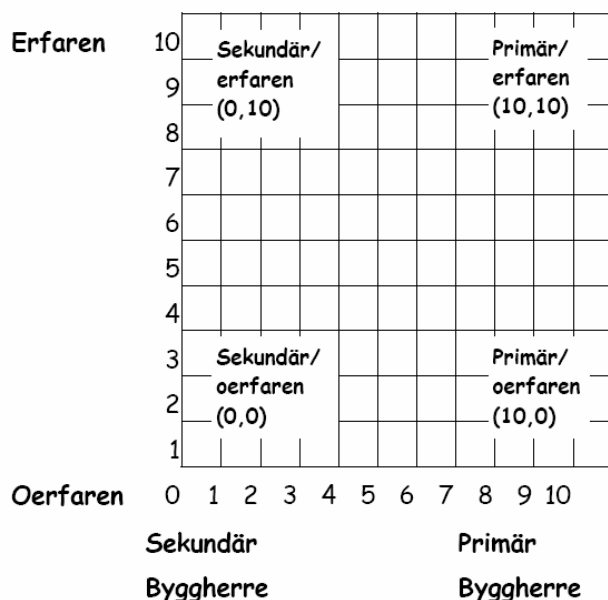 Erfaren
10
Sekundär/
erfaren
(0,10)
Primär/
erfaren
(10,10)
9
8
7
6
5
4
3
Sekundär/
oerfaren
(0,0)
Primär/
oerfaren
(10,0)
2
1
Oerfaren 0 1 2 3 4 5 6 7 8 9 10
Sekundär
Byggherre
Primär
Byggherre